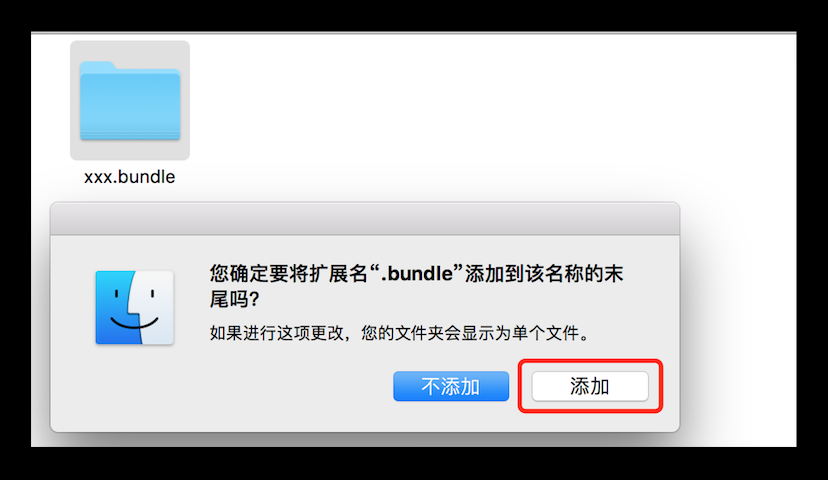 xxx.bundle
您确定要将扩展名“.bundle”添加到该名称的末
尾吗？
如果进行这项更改，您的文件夹会显示为单个文件。
不添加
添加